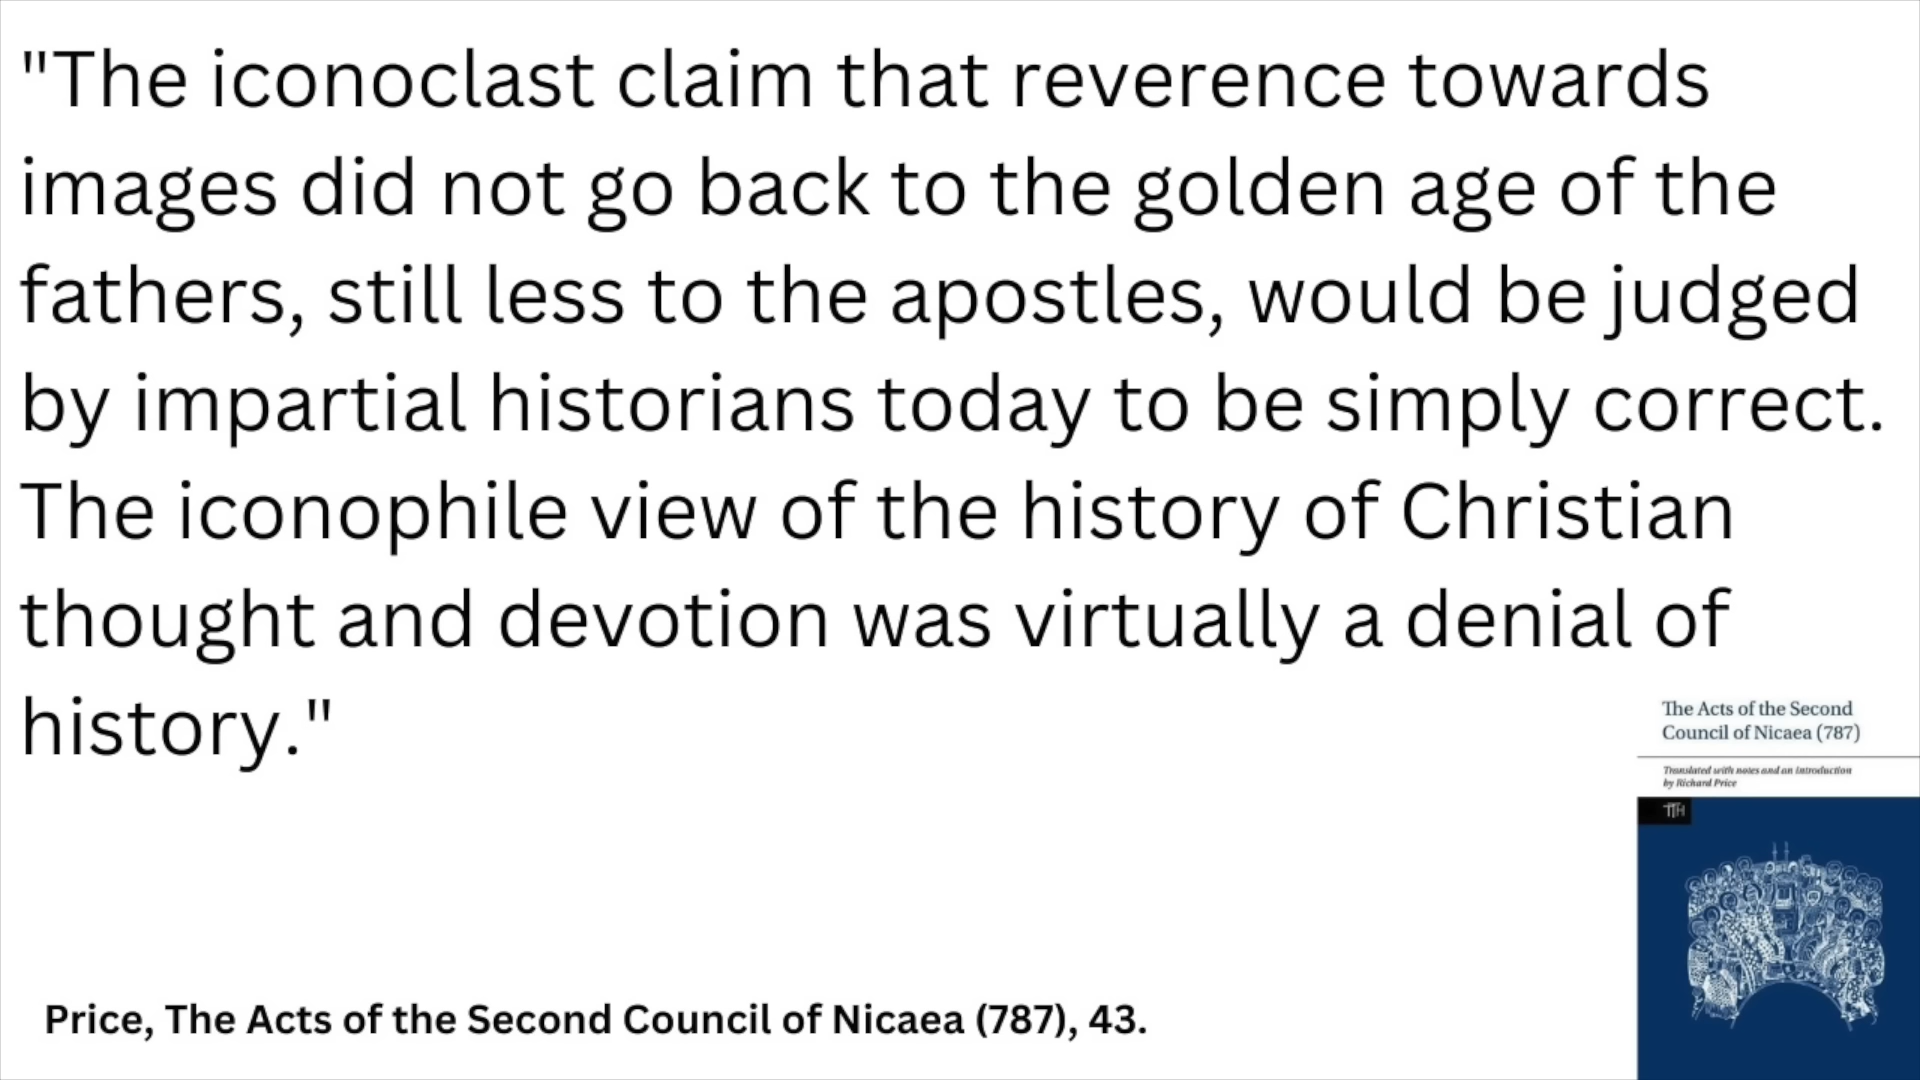 "The iconoclast claim that reverence towards
images did not go back to the golden age of the
fathers, still less to the apostles, would be judged
by impartial historians today to be simply correct.
The iconophile view of the history of Christian
thought and devotion was virtually a denial of
history."
The Acts of the Second
Council of Nicaea (787)
Translated with notes and an introduction
by Richard Price
TTH
Price, The Acts of the Second Council of Nicaea (787), 43.